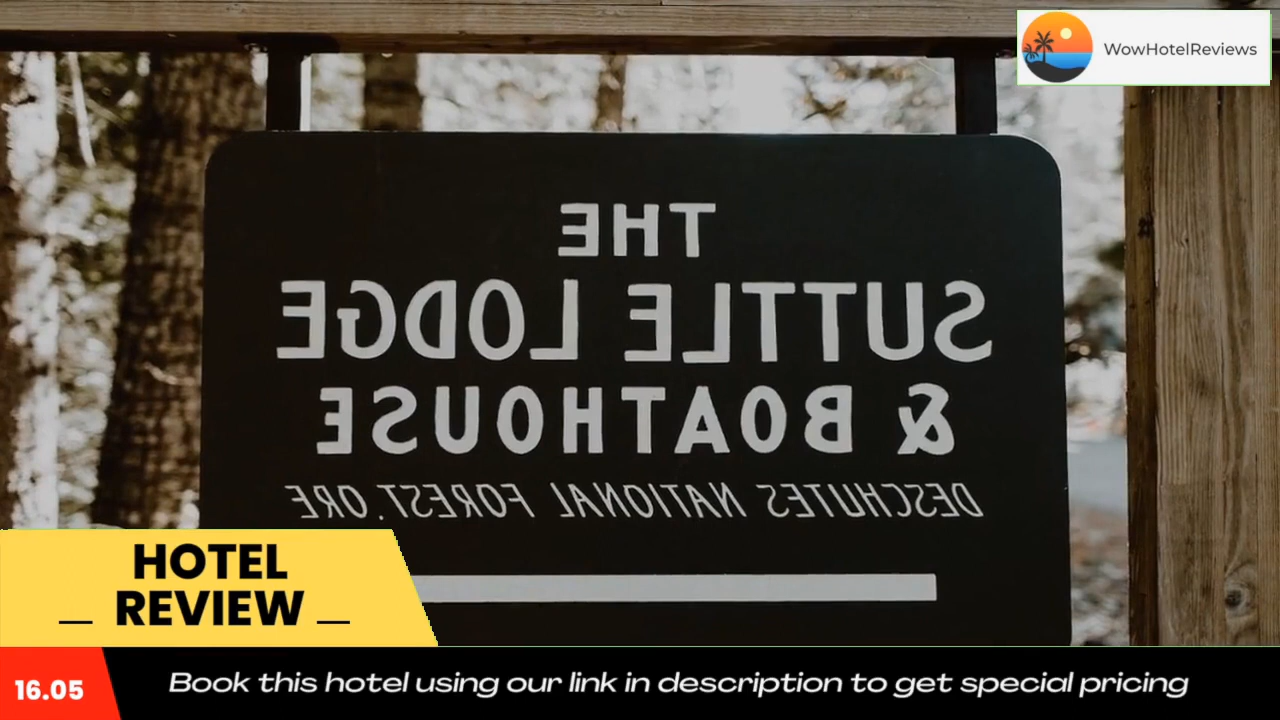 WowHotelReviews
THE
SUTTLE LODGE
& BOATHOUSE
DESCHUTES NATIONAL FOREST. ORE
HOTEL
REVIEW
16.05
Book this hotel using our link in description to get special pricing